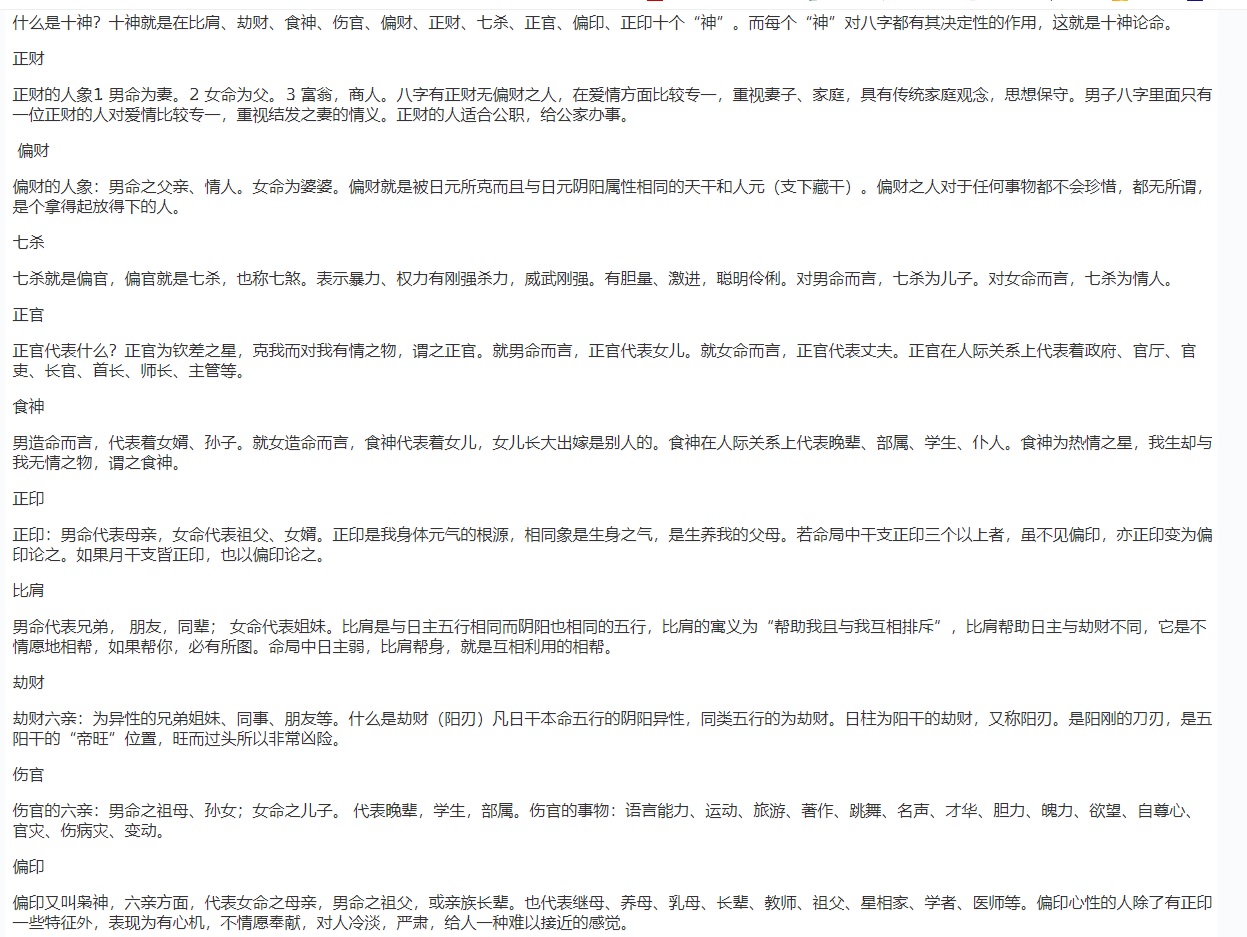 什么是十神？十神就是在比肩、劫财、食神、伤官、偏财、正财、七杀、正官、偏印、正印十个“神”。而每个“神”对八字都有其决定性的作用，这就是十神论命。
正财
正财的人象1 男命为妻。2 女命为父。3 富翁，商人。八字有正财无偏财之人，在爱情方面比较专一，重视妻子、家庭，具有传统家庭观念，思想保守。男子八字里面只有
一位正财的人对爱情比较专一，重视结发之妻的情义。正财的人适合公职，给公家办事。
偏财
偏财的人象：男命之父亲、情人。女命为婆婆。偏财就是被日元所克而且与日元阴阳属性相同的天干和人元（支下藏干）。偏财之人对于任何事物都不会珍惜，都无所谓，
是个拿得起放得下的人。
七杀
七杀就是偏官，偏官就是七杀，也称七煞。表示暴力、权力有刚强杀力，威武刚强。有胆量、激进，聪明伶俐。对男命而言，七杀为儿子。对女命而言，七杀为情人。
正官
正官代表什么？正官为钦差之星，克我而对我有情之物，谓之正官。就男命而言，正官代表女儿。就女命而言，正官代表丈夫。正官在人际关系上代表着政府、官厅、官
吏、长官、首长、师长、主管等。
食神
男造命而言，代表着女婿、孙子。就女造命而言，食神代表着女儿，女儿长大出嫁是别人的。食神在人际关系上代表晚辈、部属、学生、仆人。食神为热情之星，我生却与
我无情之物，谓之食神。
正印
正印：男命代表母亲，女命代表祖父、女婿。正印是我身体元气的根源，相同象是生身之气，是生养我的父母。若命局中干支正印三个以上者，虽不见偏印，亦正印变为偏
印论之。如果月干支皆正印，也以偏印论之。
比肩
男命代表兄弟， 朋友，同辈； 女命代表姐妹。比肩是与日主五行相同而阴阳也相同的五行，比肩的寓义为“帮助我且与我互相排斥”，比肩帮助日主与劫财不同，它是不
情愿地相帮，如果帮你，必有所图。命局中日主弱，比肩帮身，就是互相利用的相帮。
劫财
劫财六亲：为异性的兄弟姐妹、同事、朋友等。什么是劫财（阳刃）凡日干本命五行的阴阳异性，同类五行的为劫财。日柱为阳干的劫财，又称阳刃。是阳刚的刀刃，是五
阳干的“帝旺”位置，旺而过头所以非常凶险。
伤官
伤官的六亲：男命之祖母、孙女；女命之儿子。 代表晚辈，学生，部属。伤官的事物：语言能力、运动、旅游、著作、跳舞、名声、才华、胆力、魄力、欲望、自尊心、
官灾、伤病灾、变动。
偏印
偏印又叫枭神，六亲方面，代表女命之母亲，男命之祖父，或亲族长辈。也代表继母、养母、乳母、长辈、教师、祖父、星相家、学者、医师等。偏印心性的人除了有正印
一些特征外，表现为有心机，不情愿奉献，对人冷淡，严肃，给人一种难以接近的感觉。